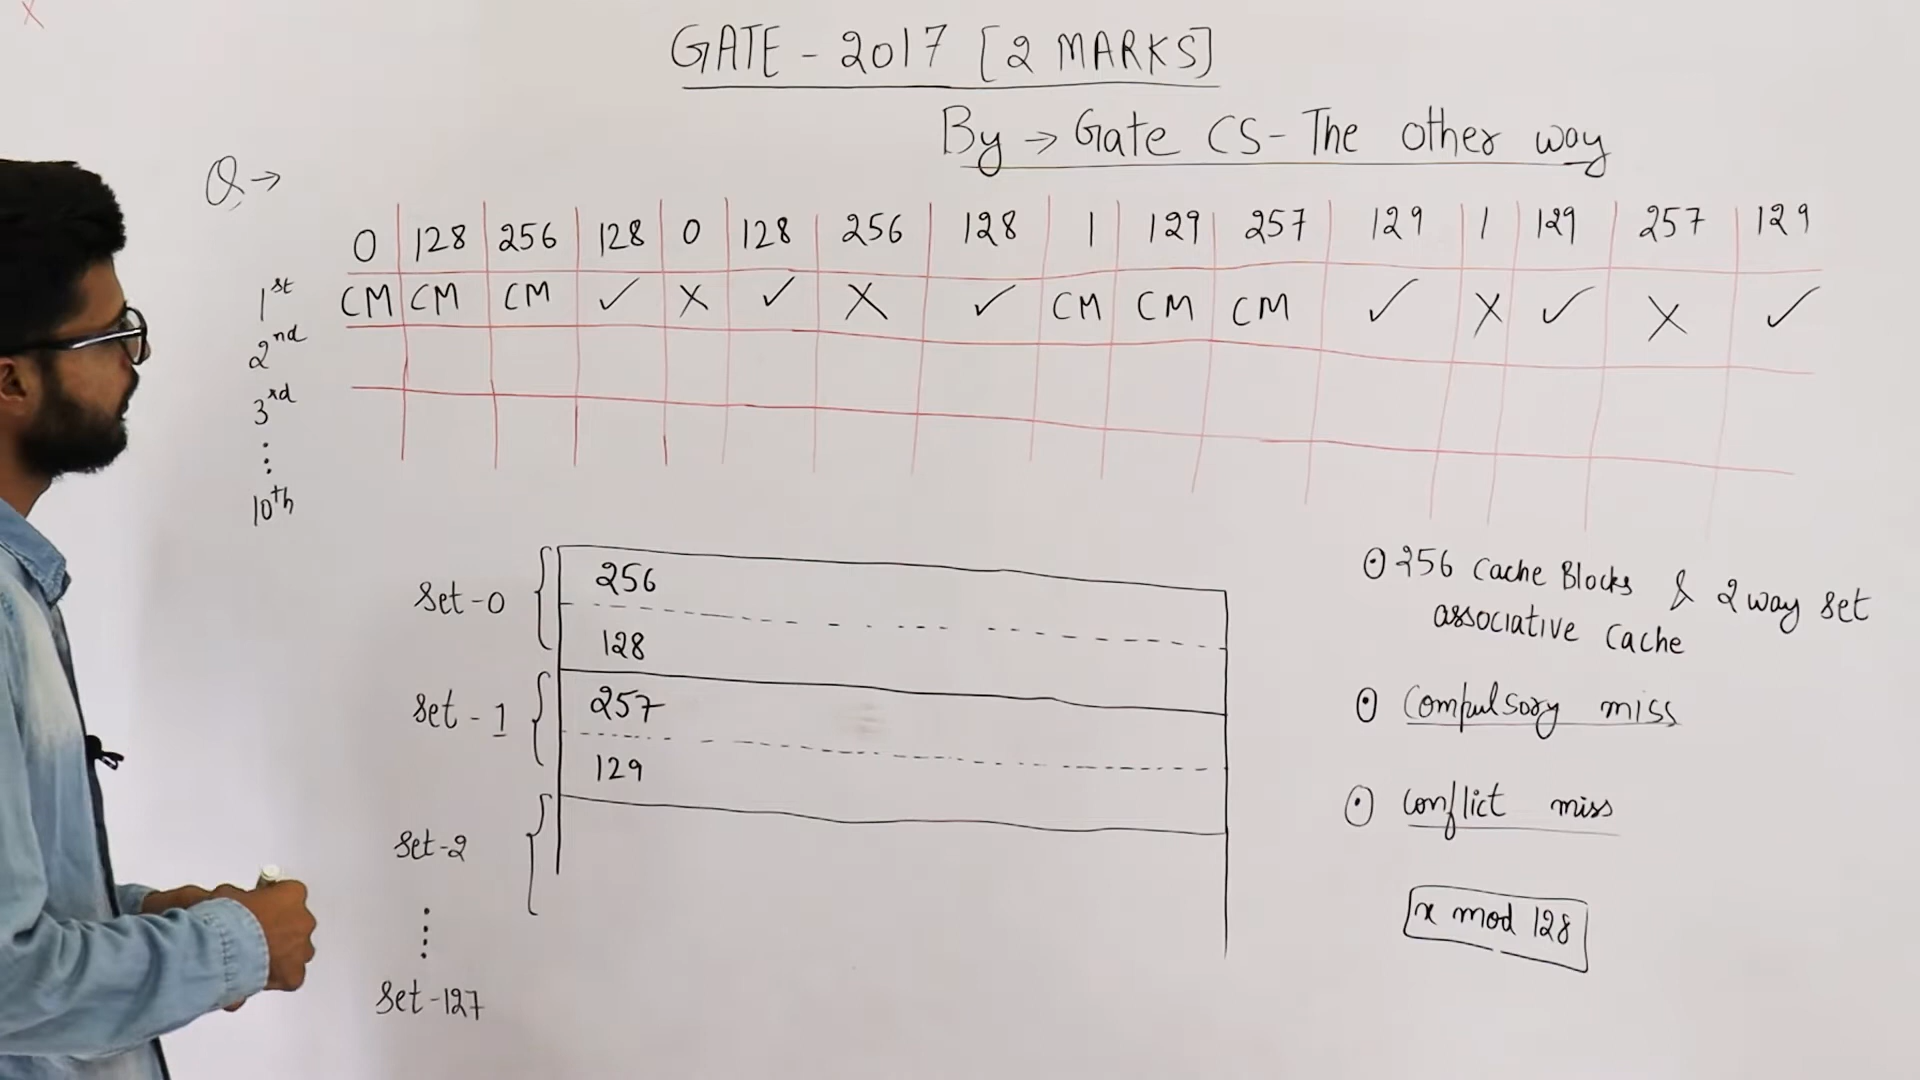 GATE - 2017 [2 MARKS]
By → Gate CS - The other way
Q →
0 128 256 128 0 128 256 128 1 129 257 129 1 129 257 129
1st CM CM CM ✓ X ✓ X ✓ CM CM CM ✓ X ✓ X ✓
2nd
3rd
⋮
10th
Set-0
256
128
Set-1
257
129
Set-2
⋮
Set-127
⊙ 256 Cache Blocks & 2 way set
associative Cache
⊙ Compulsory miss
⊙ conflict miss
x mod 128